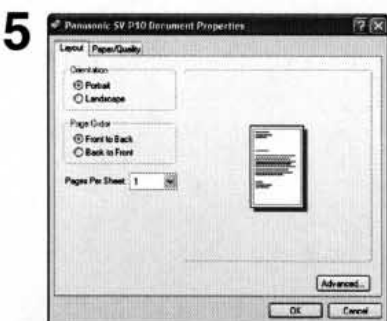 5
Panasonic SV P10 Document Properties
Layout Paper/Quality
Orientation
Portrait
Landscape
Page Order
Front to Back
Back to Front
Pages Per Sheet: 1
Advanced...
OK Cancel